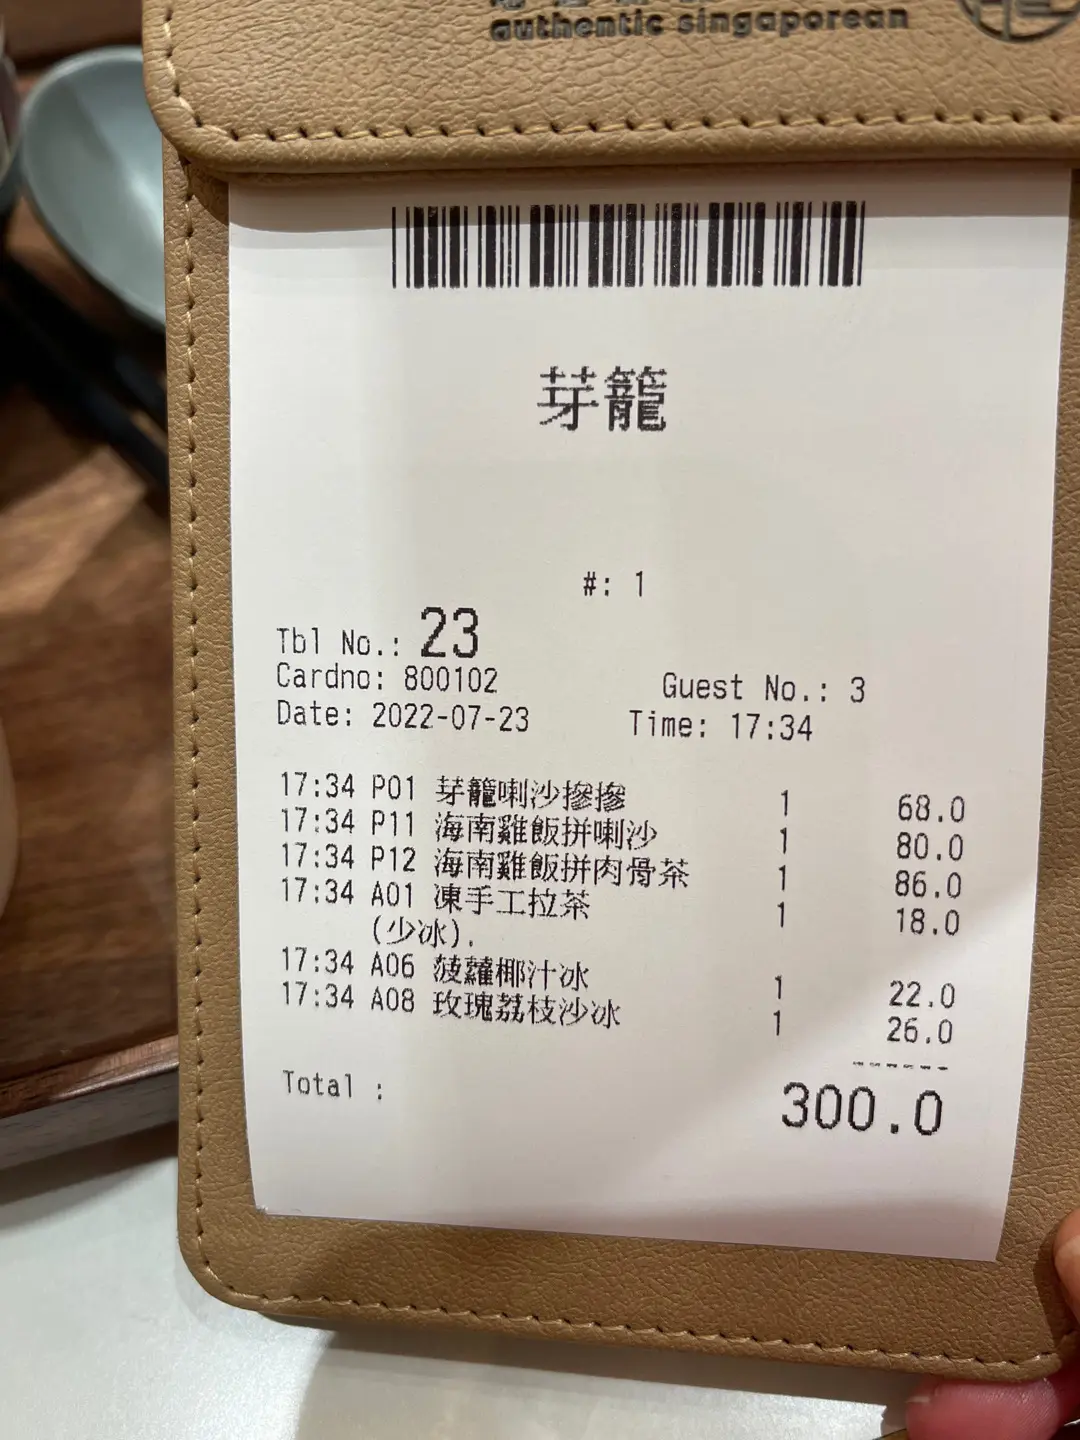 authentic singaporean
芽籠
#: 1
Tbl No.: 23
Cardno: 800102 Guest No.: 3
Date: 2022-07-23 Time: 17:34
17:34 P01 芽籠喇沙摻摻 1 68.0
17:34 P11 海南雞飯拼喇沙 1 80.0
17:34 P12 海南雞飯拼肉骨茶 1 86.0
17:34 A01 凍手工拉茶 1 18.0
(少冰).
17:34 A06 菠蘿椰汁冰 1 22.0
17:34 A08 玫瑰荔枝沙冰 1 26.0
------
Total : 300.0